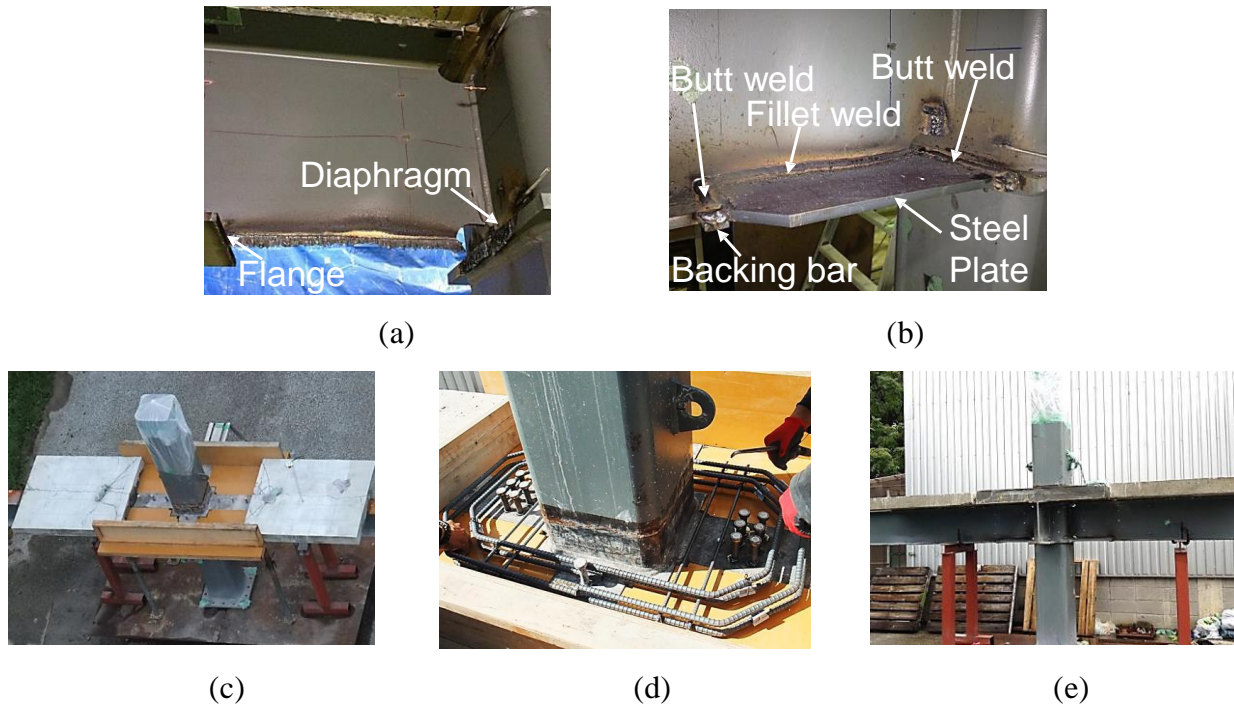 Diaphragm
Flange
Butt weld
Butt weld
Fillet weld
Steel
Plate
Backing bar
(a)
(b)
(c)
(d)
(e)